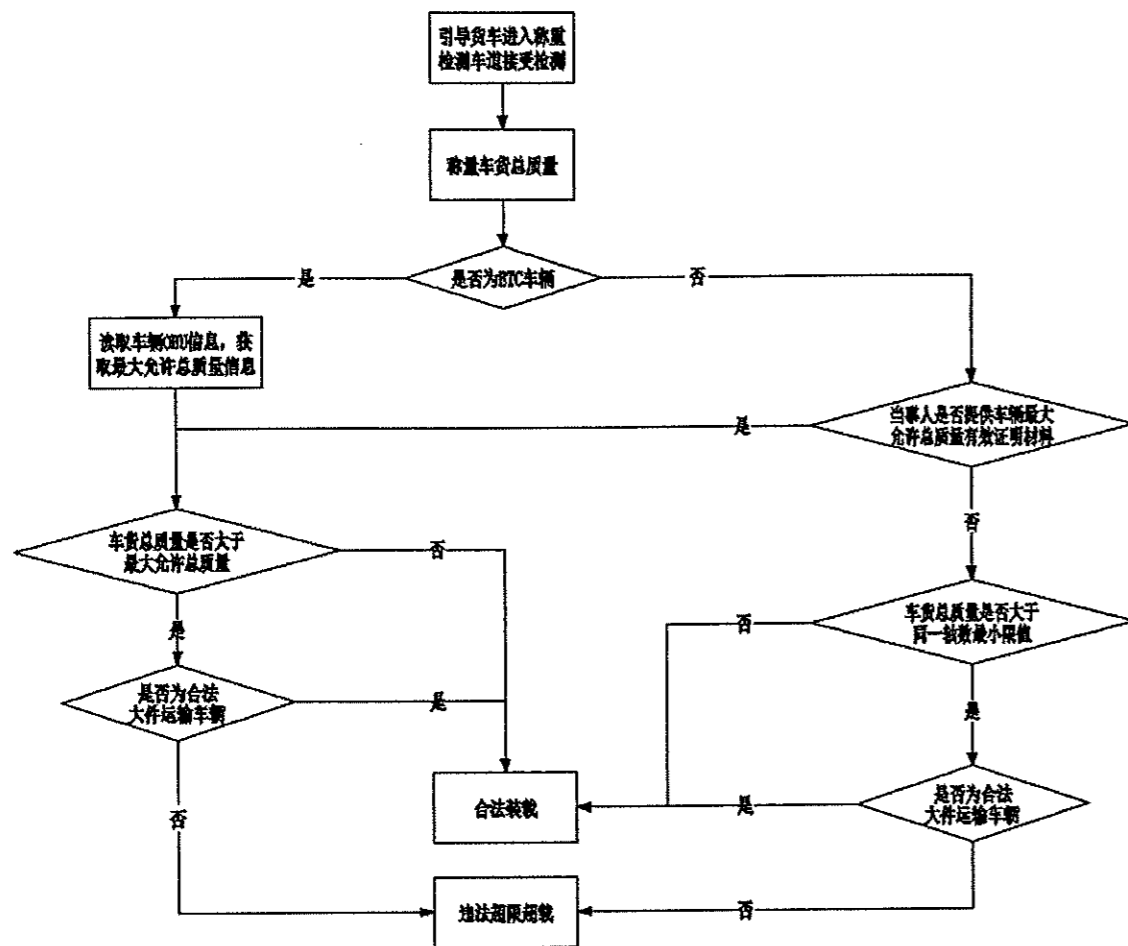 引导货车进入称重
检测车道接受检测
称量车货总质量
是否为ETC车辆
是
否
读取车辆OBU信息，获
取最大允许总质量信息
当事人是否提供车辆最大
允许总质量有效证明材料
是
否
车货总质量是否大于
最大允许总质量
否
是
车货总质量是否大于
同一轴数最小限值
否
是
是否为合法
大件运输车辆
是
否
合法装载
是否为合法
大件运输车辆
是
否
违法超限超载